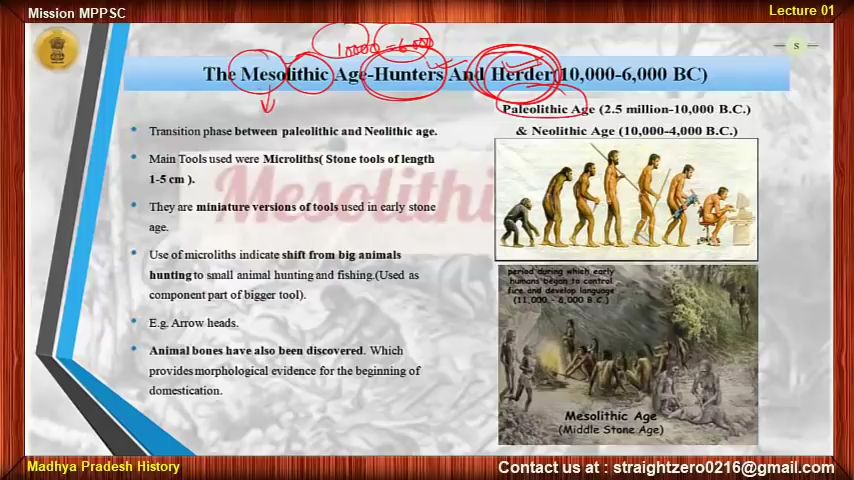 Mission MPPSC
Lecture 01
10000 = 6000
S
The Mesolithic Age-Hunters And Herder(10,000-6,000 BC)
Paleolithic Age (2.5 million-10,000 B.C.)
& Neolithic Age (10,000-4,000 B.C.)
Transition phase between paleolithic and Neolithic age.
Main Tools used were Microliths( Stone tools of length
1-5 cm ).
They are miniature versions of tools used in early stone
age.
Use of microliths indicate shift from big animals
hunting to small animal hunting and fishing.(Used as
component part of bigger tool).
E.g. Arrow heads.
Animal bones have also been discovered. Which
provides morphological evidence for the beginning of
domestication.
Mesolithi
period during which early
humans began to control
fire and develop language
(11,000 - 8,000 B.C.)
Mesolithic Age
(Middle Stone Age)
Madhya Pradesh History
Contact us at : straightzero0216@gmail.com